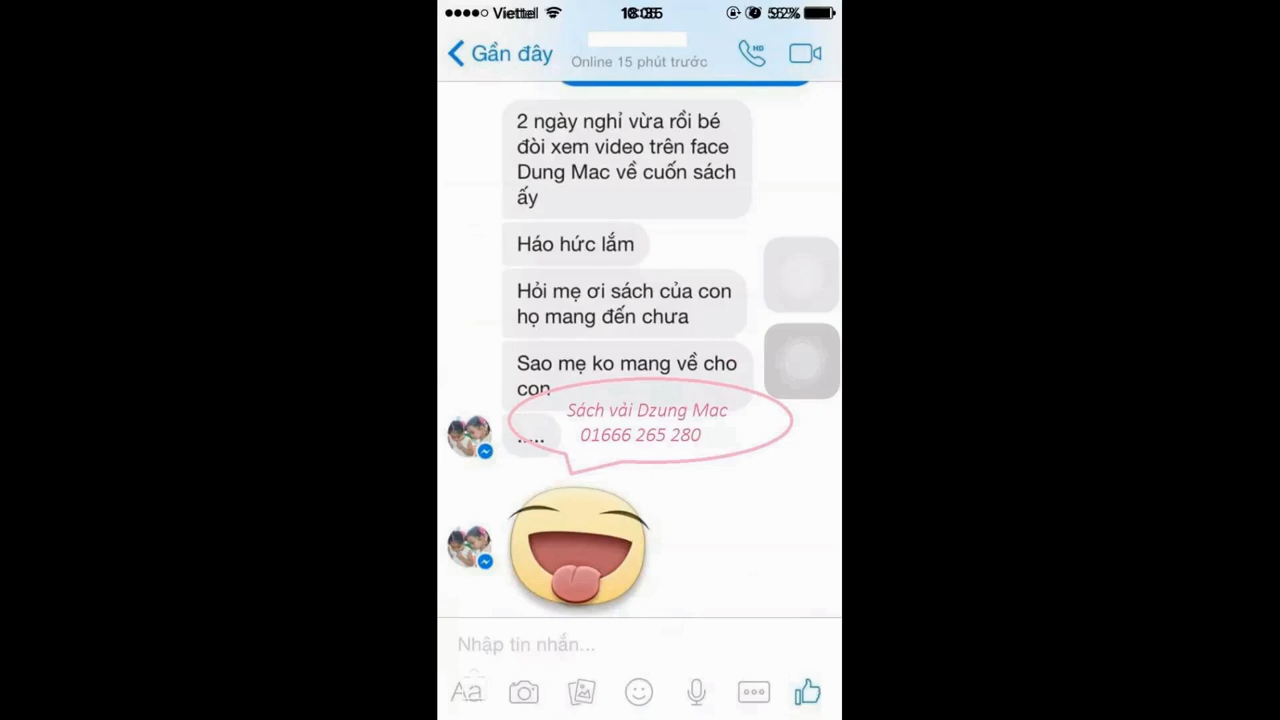 Viettel
Gần đây
Online 15 phút trước
HD
2 ngày nghỉ vừa rồi bé
đòi xem video trên face
Dung Mac về cuốn sách
ấy
Háo hức lắm
Hỏi mẹ ơi sách của con
họ mang đến chưa
Sao mẹ ko mang về cho
con
.....
Sách vải Dzung Mac
01666 265 280
Nhập tin nhắn...
Aa